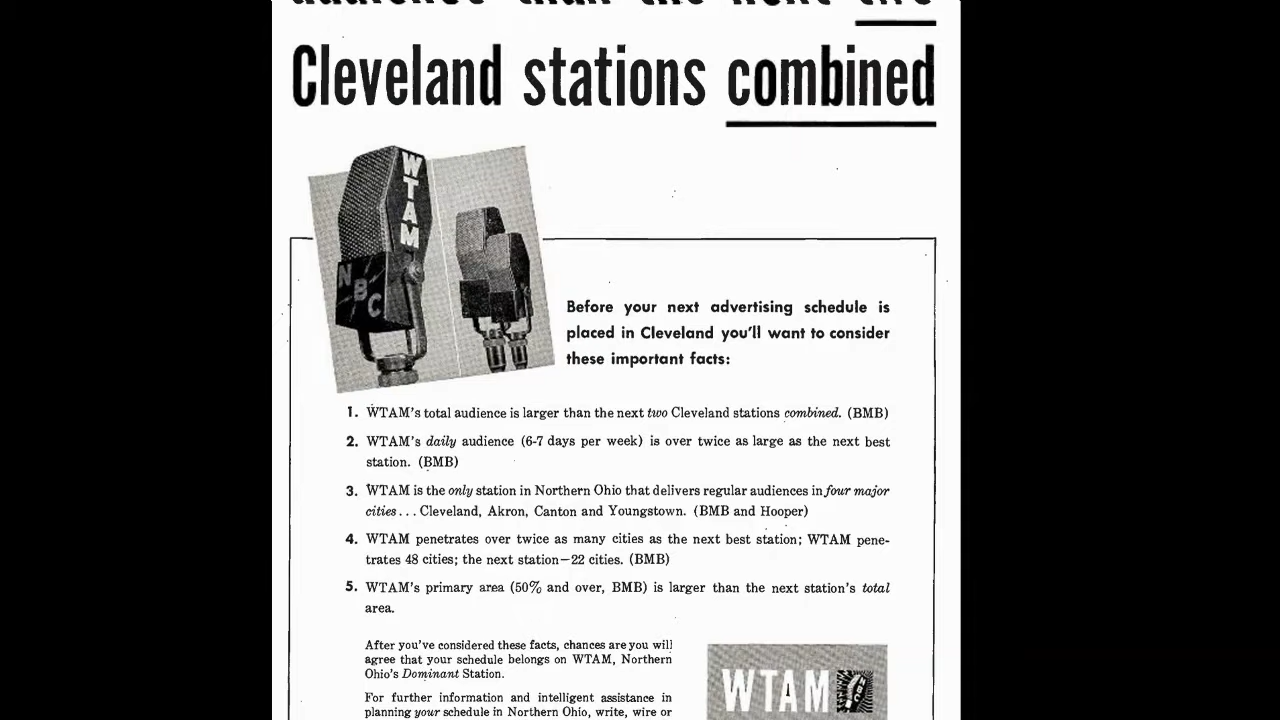 audience than the next two
Cleveland stations combined
WTAM
NBC
Before your next advertising schedule is
placed in Cleveland you'll want to consider
these important facts:
1. WTAM's total audience is larger than the next two Cleveland stations combined. (BMB)
2. WTAM's daily audience (6-7 days per week) is over twice as large as the next best
station. (BMB)
3. WTAM is the only station in Northern Ohio that delivers regular audiences in four major
cities... Cleveland, Akron, Canton and Youngstown. (BMB and Hooper)
4. WTAM penetrates over twice as many cities as the next best station; WTAM pene-
trates 48 cities; the next station—22 cities. (BMB)
5. WTAM's primary area (50% and over, BMB) is larger than the next station's total
area.
After you've considered these facts, chances are you will
agree that your schedule belongs on WTAM, Northern
Ohio's Dominant Station.
For further information and intelligent assistance in
planning your schedule in Northern Ohio, write, wire or
WTAM
NBC